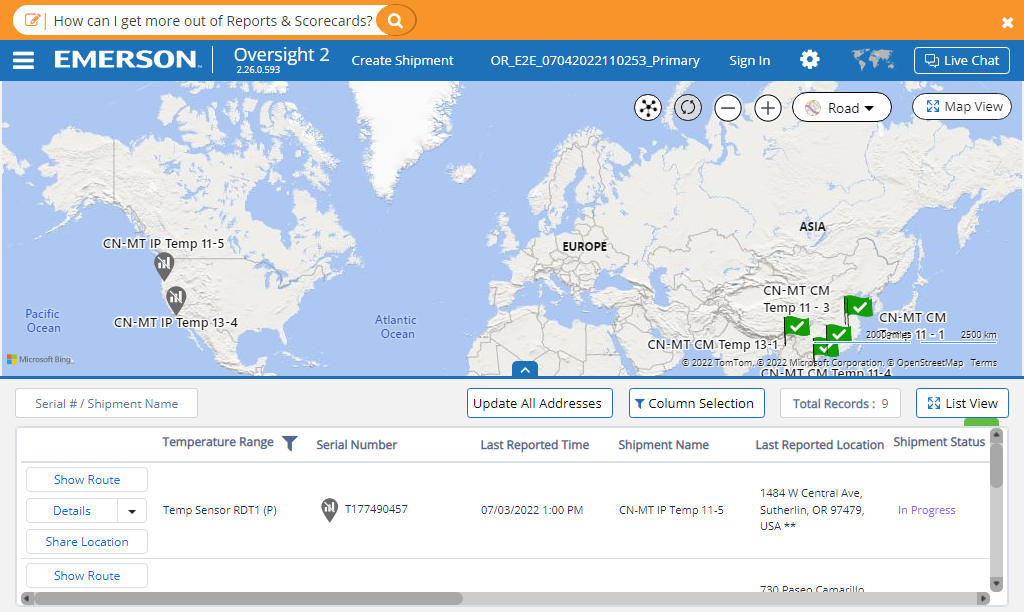 How can I get more out of Reports & Scorecards?
EMERSON
Oversight 2
2.26.0.593
Create Shipment
OR_E2E_07042022110253_Primary
Sign In
Live Chat
Road
Map View
ASIA
EUROPE
CN-MT IP Temp 11-5
CN-MT CM
Temp 11 - 3
CN-MT IP Temp 13-4
Pacific
Ocean
Atlantic
Ocean
CN-MT CM
11 - 1
2500 km
CN-MT CM Temp 13-1
Microsoft Bing
© 2022 TomTom, © 2022 Microsoft Corporation, © OpenStreetMap Terms
CN-MT CM Temp 11-4
Serial # / Shipment Name
Update All Addresses
Column Selection
Total Records : 9
List View
Temperature Range
Serial Number
Last Reported Time
Shipment Name
Last Reported Location
Shipment Status
Show Route
Details
Share Location
Temp Sensor RDT1 (P)
T177490457
07/03/2022 1:00 PM
CN-MT IP Temp 11-5
1484 W Central Ave,
Sutherlin, OR 97479,
USA **
In Progress
Show Route
730 Paseo Camarillo